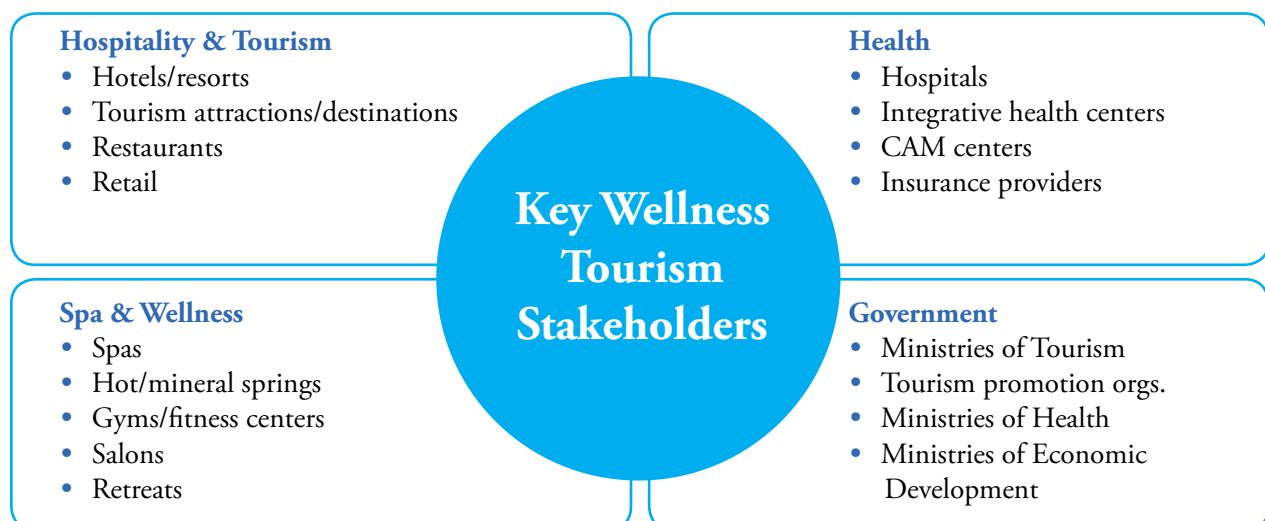 Hospitality & Tourism
• Hotels/resorts
• Tourism attractions/destinations
• Restaurants
• Retail
Health
• Hospitals
• Integrative health centers
• CAM centers
• Insurance providers
Key Wellness
Tourism
Stakeholders
Spa & Wellness
• Spas
• Hot/mineral springs
• Gyms/fitness centers
• Salons
• Retreats
Government
• Ministries of Tourism
• Tourism promotion orgs.
• Ministries of Health
• Ministries of Economic
Development